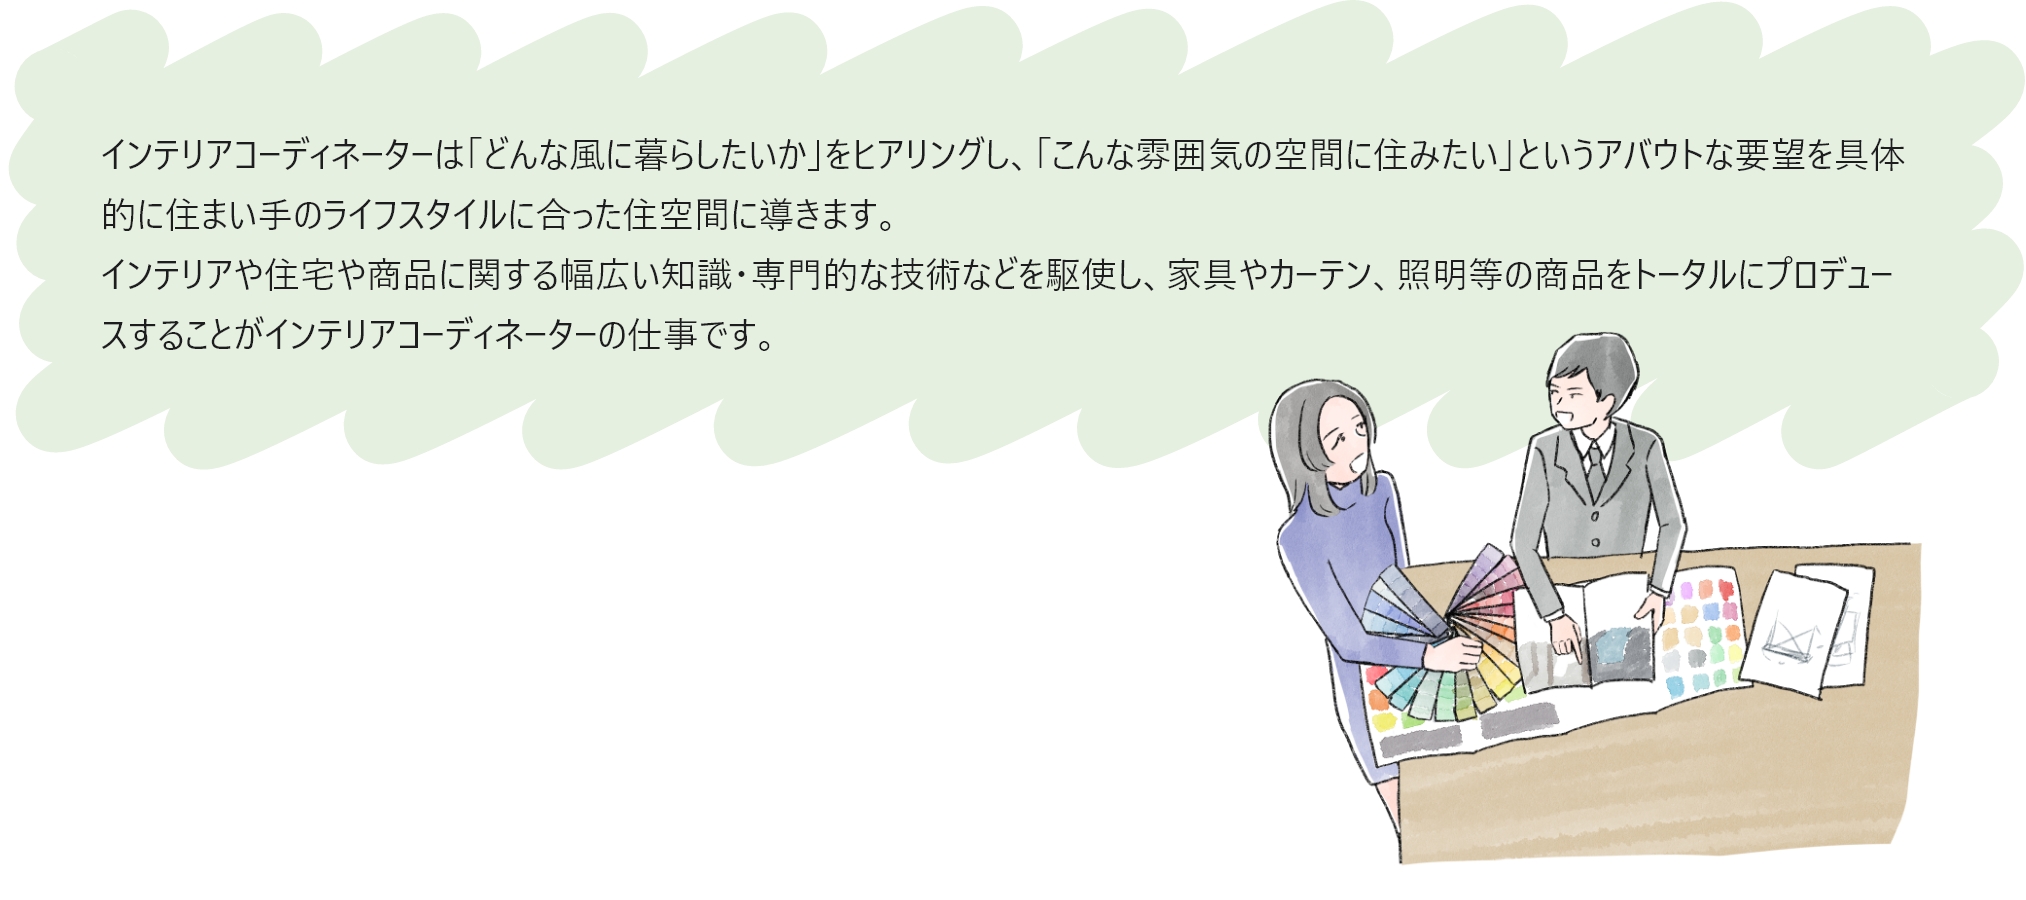 インテリアコーディネーターは「どんな風に暮らしたいか」をヒアリングし、「こんな雰囲気の空間に住みたい」というアバウトな要望を具体
的に住まい手のライフスタイルに合った住空間に導きます。
インテリアや住宅や商品に関する幅広い知識・専門的な技術などを駆使し、家具やカーテン、照明等の商品をトータルにプロデュー
スすることがインテリアコーディネーターの仕事です。